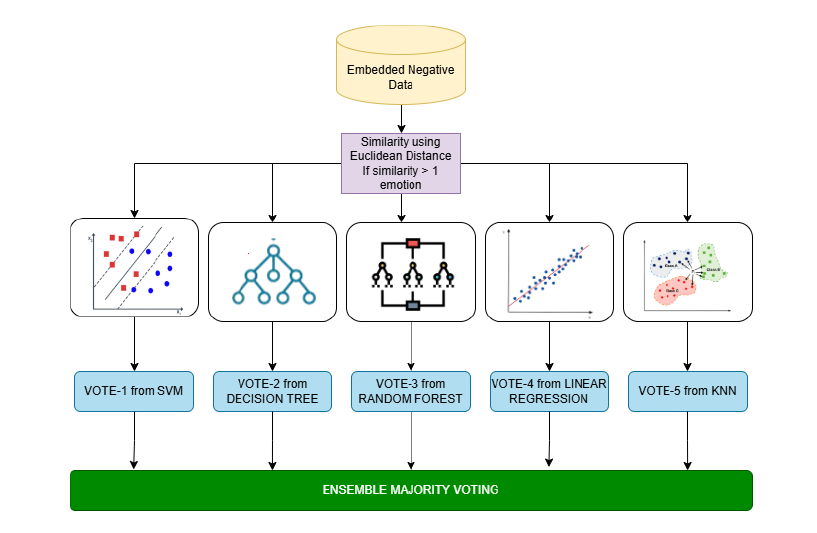 Embedded Negative
Data
Similarity using
Euclidean Distance
If similarity > 1
emotion
VOTE-1 from SVM
VOTE-2 from
DECISION TREE
VOTE-3 from
RANDOM FOREST
VOTE-4 from LINEAR
REGRESSION
VOTE-5 from KNN
ENSEMBLE MAJORITY VOTING